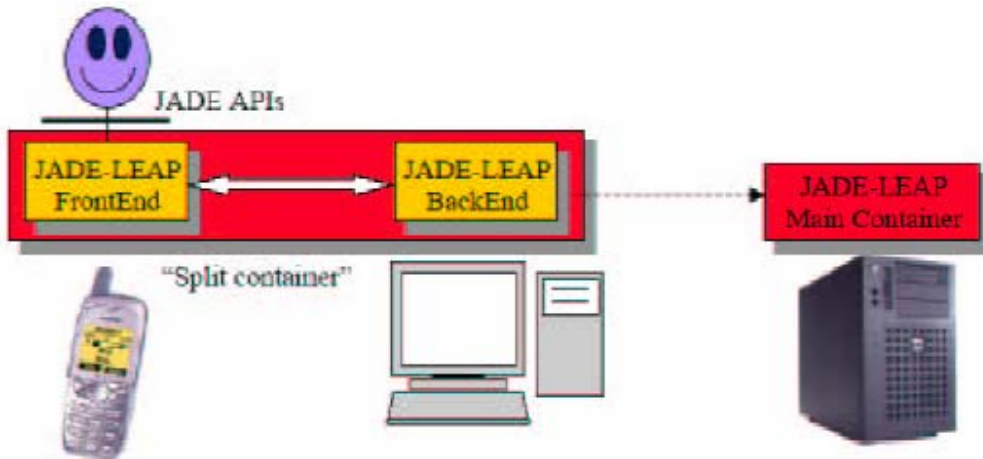 JADE APIs
JADE-LEAP
FrontEnd
JADE-LEAP
BackEnd
JADE-LEAP
Main Container
“Split container”